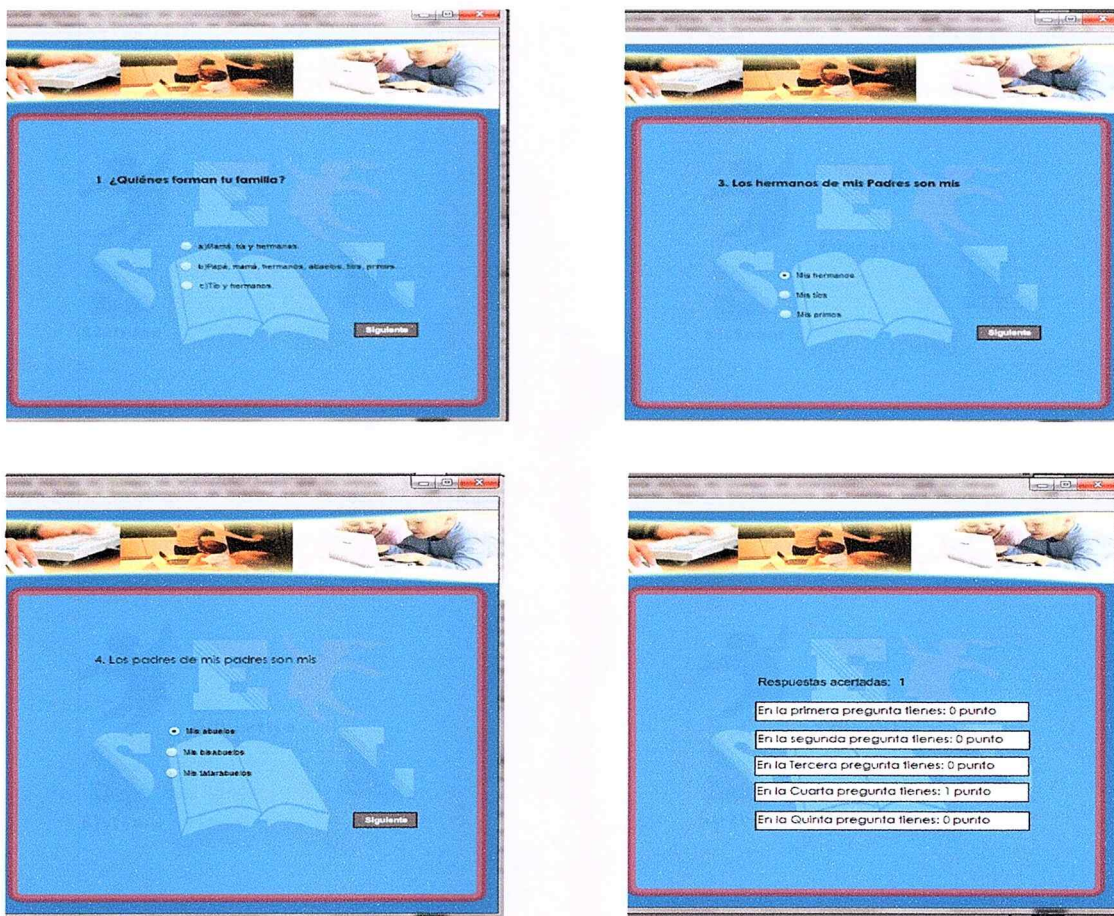 1 ¿Quiénes forman tu familia?
a)Mamá, tía y hermanas.
b)Papá, mamá, hermanos, abuelos, tíos, primos...
c)Tío y hermanos.
Siguiente
3. Los hermanos de mis Padres son mis
Mis hermanos
Mis tíos
Mis primos
Siguiente
4. Los padres de mis padres son mis
Mis abuelos
Mis bisabuelos
Mis tatarabuelos
Siguiente
Respuestas acertadas: 1
En la primera pregunta tienes: 0 punto
En la segunda pregunta tienes: 0 punto
En la Tercera pregunta tienes: 0 punto
En la Cuarta pregunta tienes: 1 punto
En la Quinta pregunta tienes: 0 punto